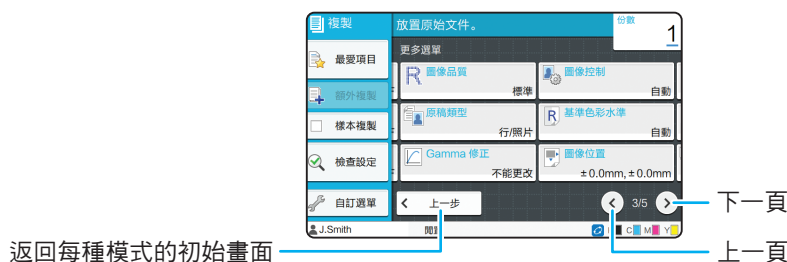 複製
放置原始文件。
份數
1
最愛項目
額外複製
樣本複製
檢查設定
自訂選單
更多選單
圖像品質
標準
圖像控制
自動
原稿類型
行/照片
基準色彩水準
自動
Gamma 修正
不能更改
圖像位置
±0.0mm, ±0.0mm
上一步
3/5
J.Smith
C M Y
下一頁
上一頁
返回每種模式的初始畫面